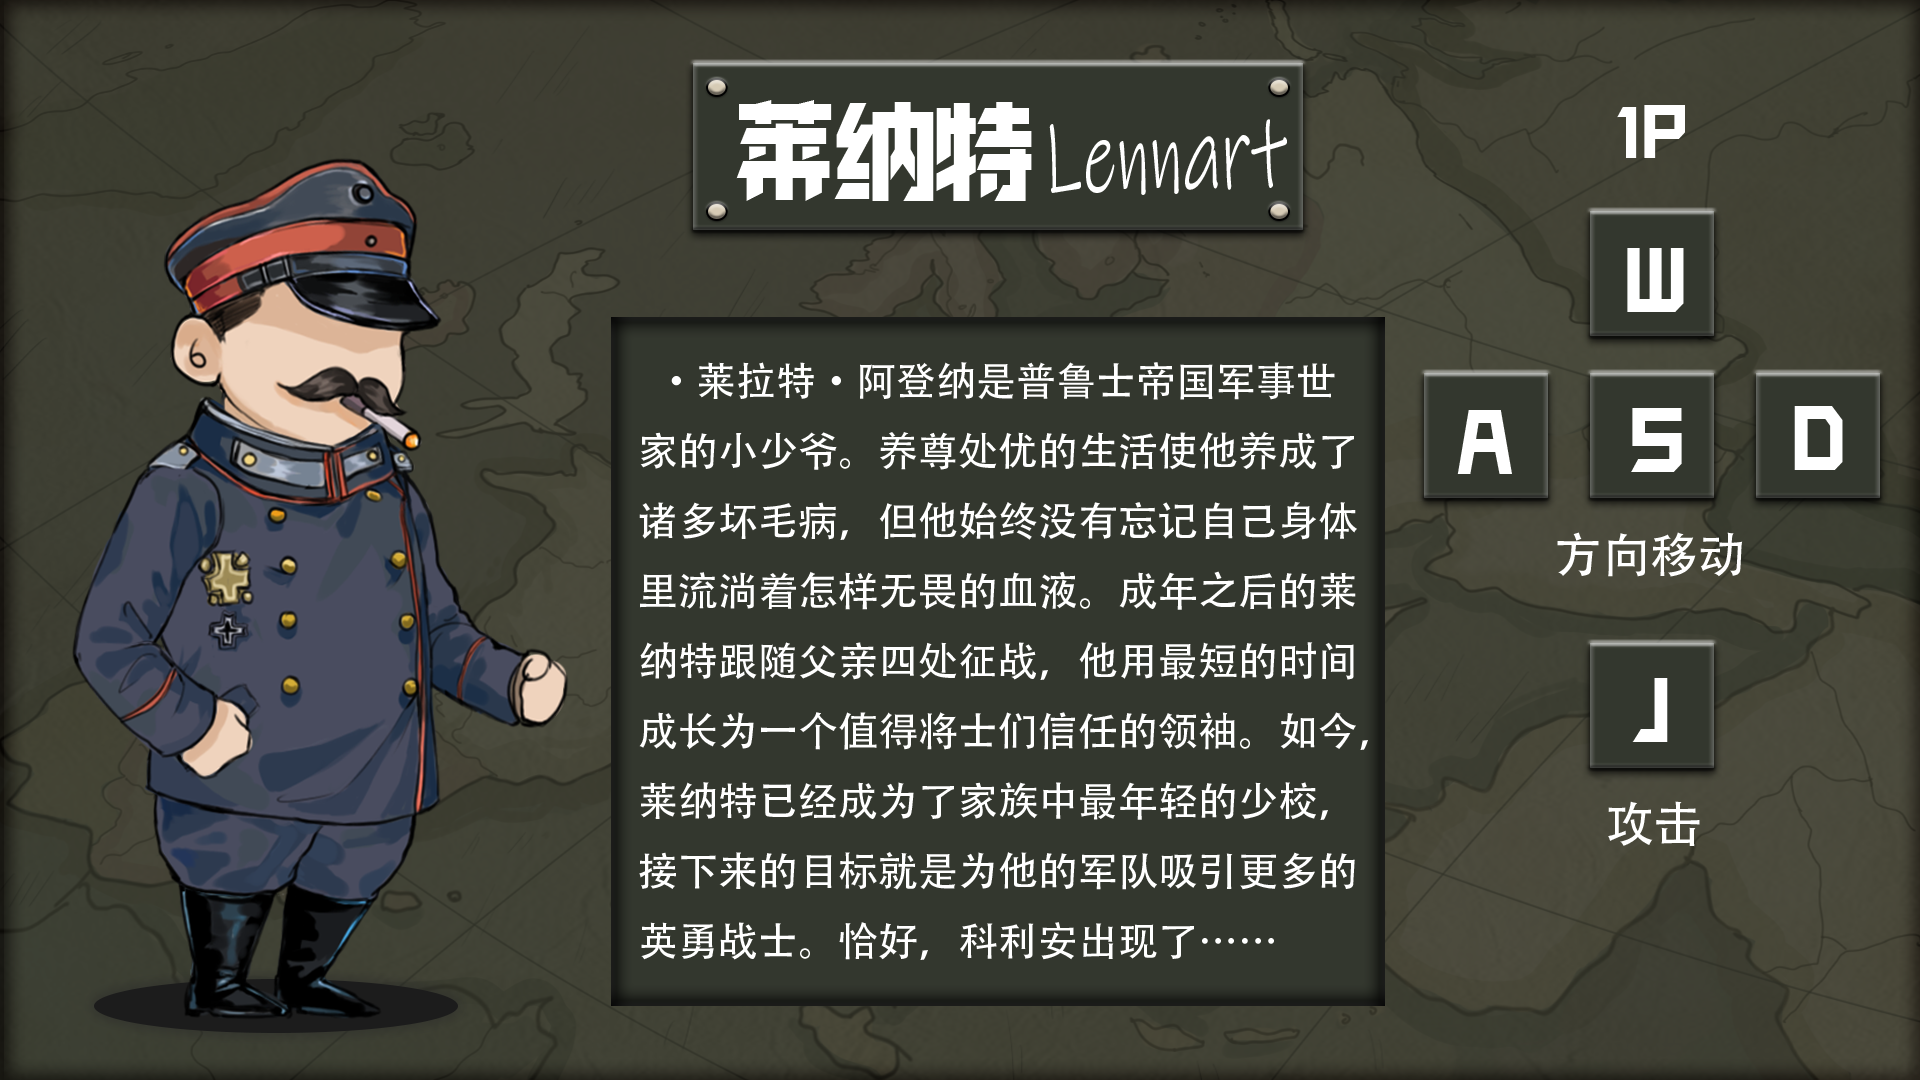 莱纳特 Lennart
·莱拉特·阿登纳是普鲁士帝国军事世
家的小少爷。养尊处优的生活使他养成了
诸多坏毛病，但他始终没有忘记自己身体
里流淌着怎样无畏的血液。成年之后的莱
纳特跟随父亲四处征战，他用最短的时间
成长为一个值得将士们信任的领袖。如今，
莱纳特已经成为了家族中最年轻的少校，
接下来的目标就是为他的军队吸引更多的
英勇战士。恰好，科利安出现了……
1P
W
A S D
方向移动
J
攻击